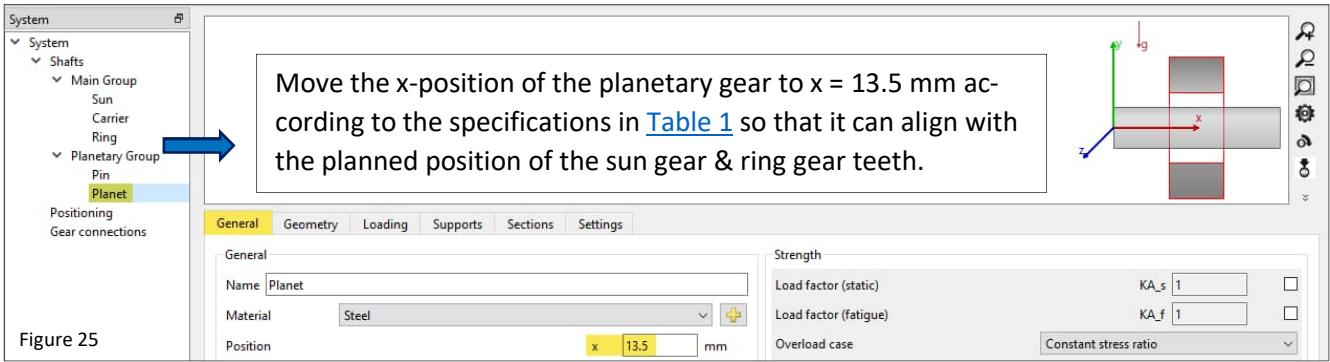 System
System
Shafts
Main Group
Sun
Carrier
Ring
Planetary Group
Pin
Planet
Positioning
Gear connections
Move the x-position of the planetary gear to x = 13.5 mm ac-
cording to the specifications in Table 1 so that it can align with
the planned position of the sun gear & ring gear teeth.
y g
x
z
General Geometry Loading Supports Sections Settings
General
Name Planet
Material Steel
Position x 13.5 mm
Strength
Load factor (static) KA_s 1
Load factor (fatigue) KA_f 1
Overload case Constant stress ratio
Figure 25